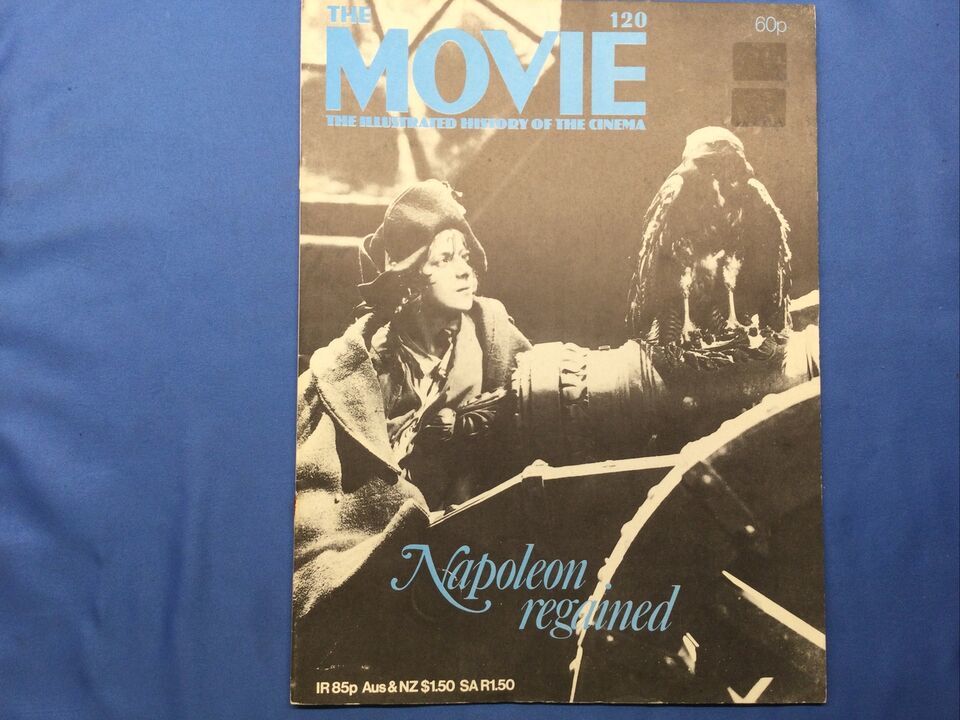 THE
120
60p
MOVIE
THE ILLUSTRATED HISTORY OF THE CINEMA
Napoleon
regained
IR 85p Aus & NZ $1.50 SA R1.50